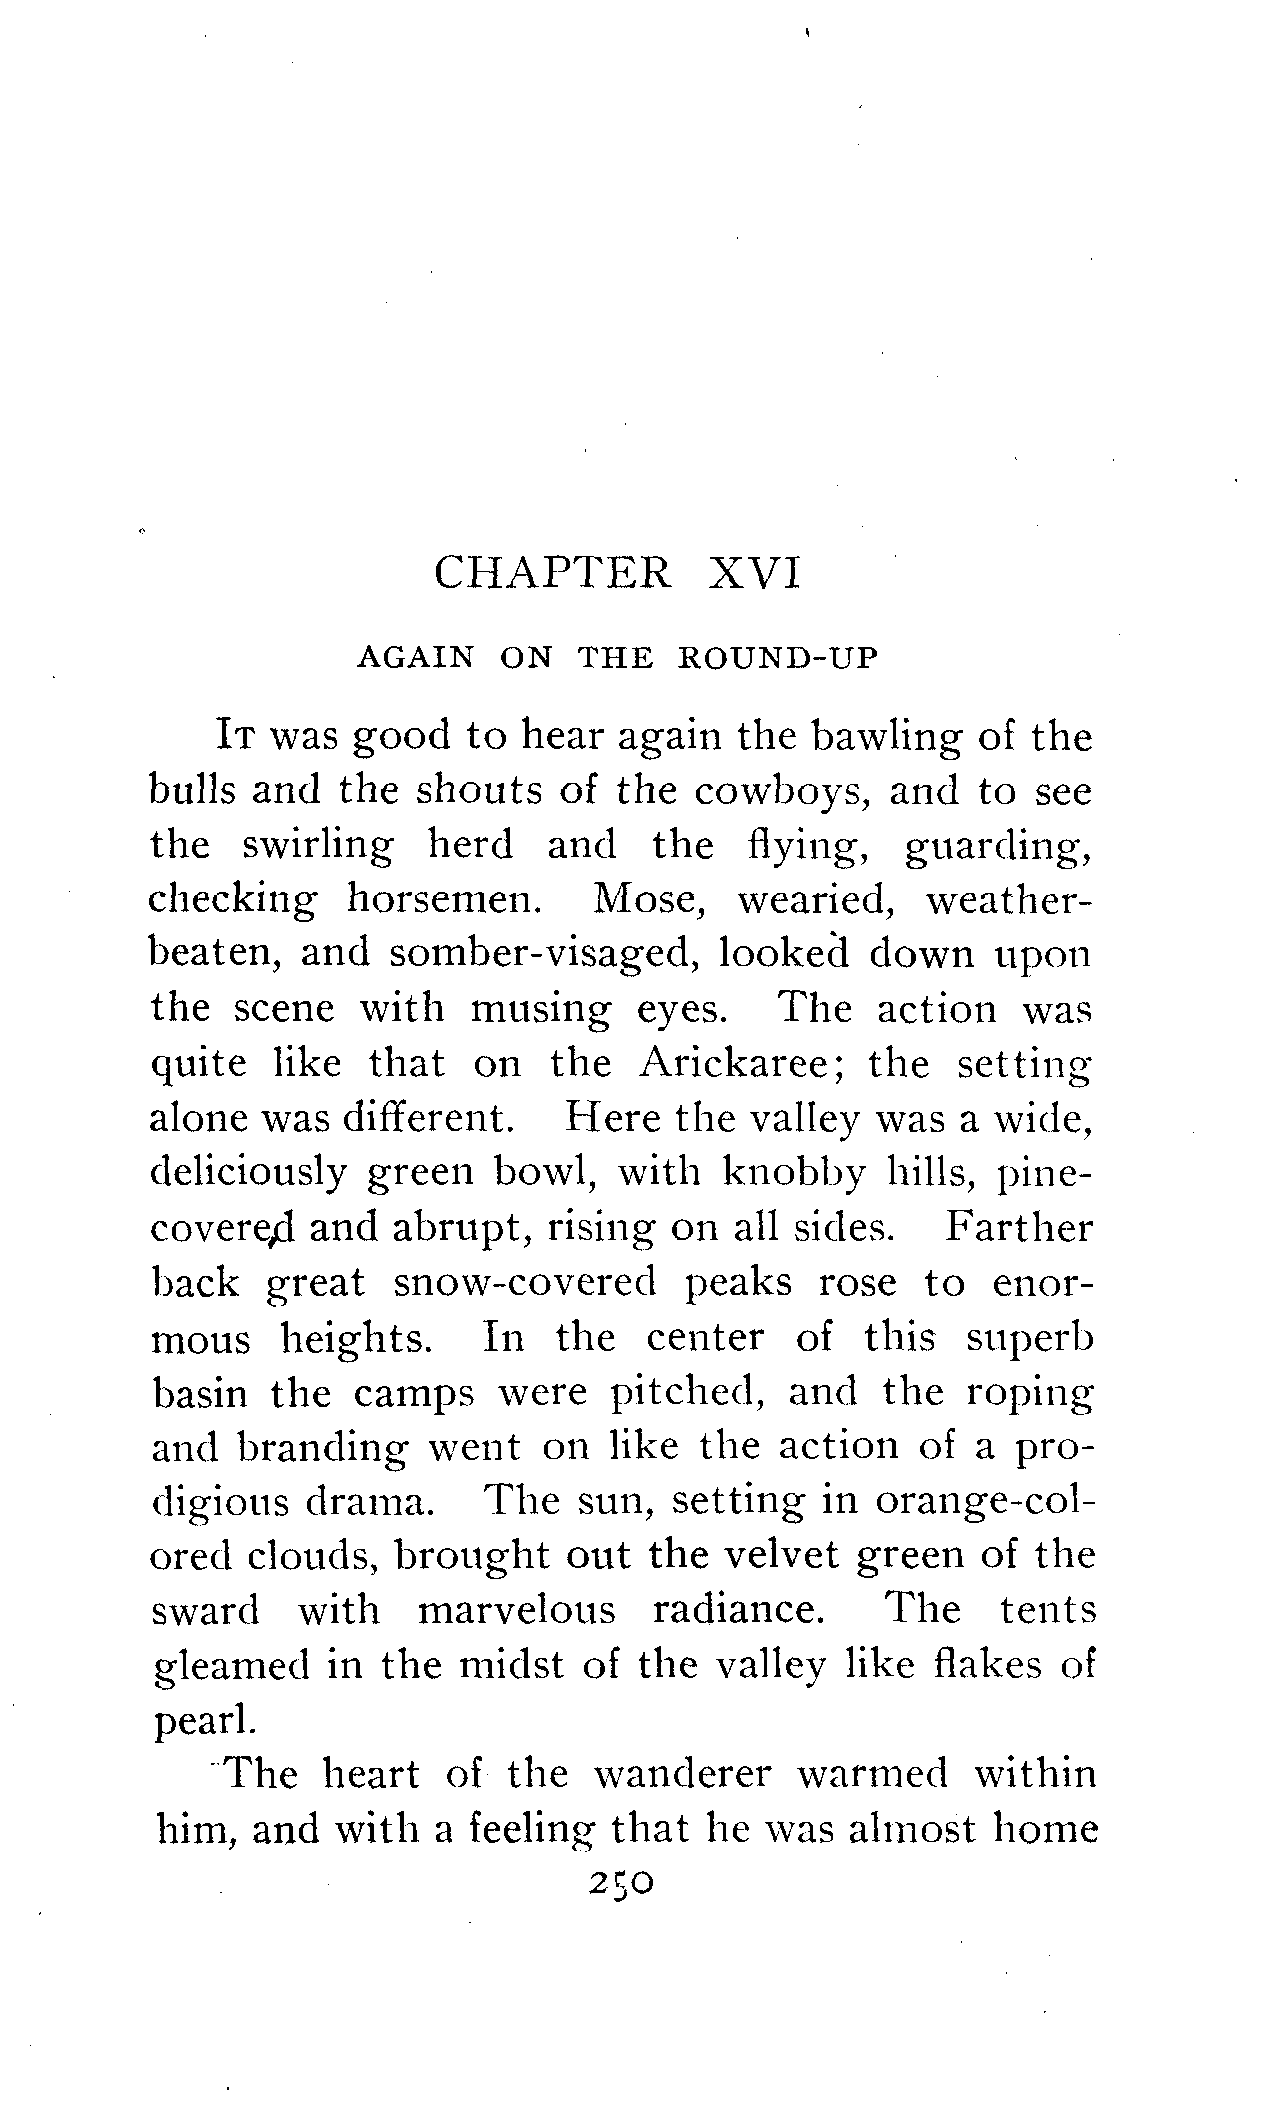 CHAPTER XVI
AGAIN ON THE ROUND-UP
IT was good to hear again the bawling of the
bulls and the shouts of the cowboys, and to see
the swirling herd and the flying, guarding,
checking horsemen. Mose, wearied, weather-
beaten, and somber-visaged, looked down upon
the scene with musing eyes. The action was
quite like that on the Arickaree; the setting
alone was different. Here the valley was a wide,
deliciously green bowl, with knobby hills, pine-
covered and abrupt, rising on all sides. Farther
back great snow-covered peaks rose to enor-
mous heights. In the center of this superb
basin the camps were pitched, and the roping
and branding went on like the action of a pro-
digious drama. The sun, setting in orange-col-
ored clouds, brought out the velvet green of the
sward with marvelous radiance. The tents
gleamed in the midst of the valley like flakes of
pearl.
The heart of the wanderer warmed within
him, and with a feeling that he was almost home
250